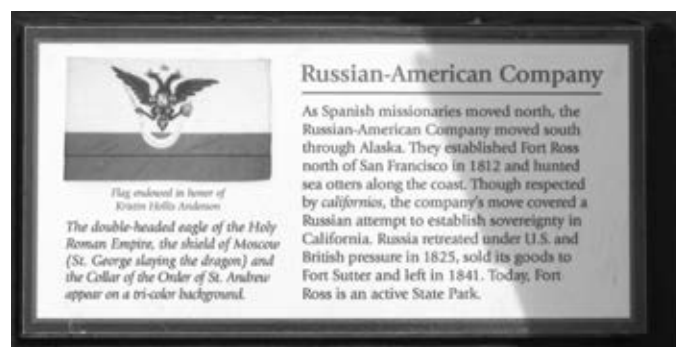 Flag endowed in honor of
Kristin Hollis Anderson
The double-headed eagle of the Holy
Roman Empire, the shield of Moscow
(St. George slaying the dragon) and
the Collar of the Order of St. Andrew
appear on a tri-color background.
Russian-American Company
As Spanish missionaries moved north, the
Russian-American Company moved south
through Alaska. They established Fort Ross
north of San Francisco in 1812 and hunted
sea otters along the coast. Though respected
by californios, the company's move covered a
Russian attempt to establish sovereignty in
California. Russia retreated under U.S. and
British pressure in 1825, sold its goods to
Fort Sutter and left in 1841. Today, Fort
Ross is an active State Park.